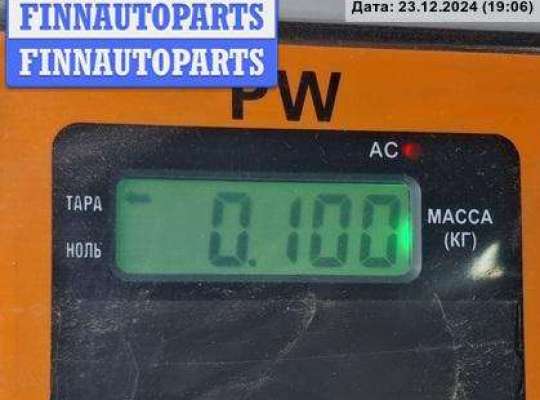 FINNAUTOPARTS
FINNAUTOPARTS
Дата: 23.12.2024 (19:06)
PW
AC
ТАРА
НОЛЬ
0.100
МАССА
(КГ)